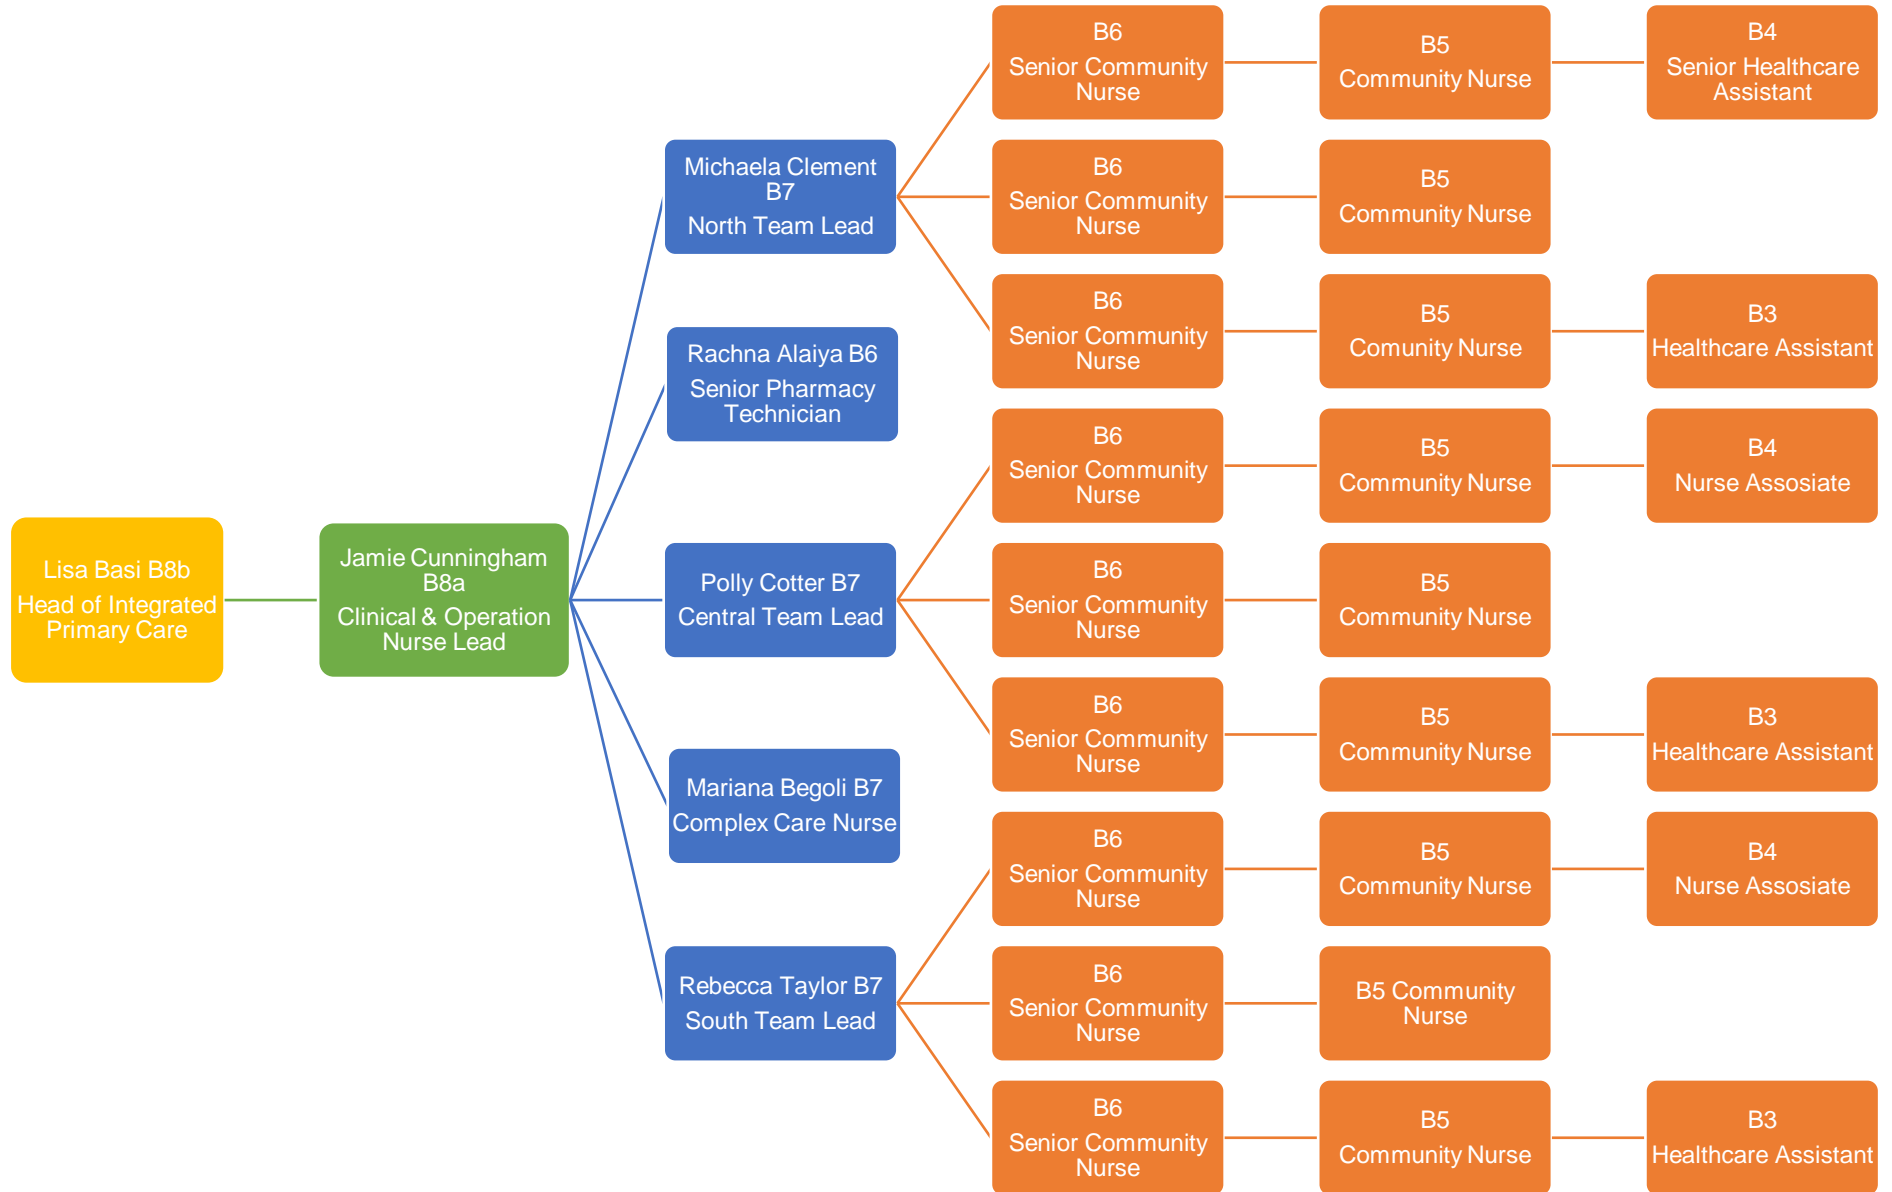 Lisa Basi B8b
Head of Integrated
Primary Care
Jamie Cunningham
B8a
Clinical & Operation
Nurse Lead
Michaela Clement
B7
North Team Lead
B6
Senior Community
Nurse
B5
Community Nurse
B4
Senior Healthcare
Assistant
B6
Senior Community
Nurse
B5
Community Nurse
B6
Senior Community
Nurse
B5
Comunity Nurse
B3
Healthcare Assistant
Rachna Alaiya B6
Senior Pharmacy
Technician
Polly Cotter B7
Central Team Lead
B6
Senior Community
Nurse
B5
Community Nurse
B4
Nurse Assosiate
B6
Senior Community
Nurse
B5
Community Nurse
B6
Senior Community
Nurse
B5
Community Nurse
B3
Healthcare Assistant
Mariana Begoli B7
Complex Care Nurse
Rebecca Taylor B7
South Team Lead
B6
Senior Community
Nurse
B5
Community Nurse
B4
Nurse Assosiate
B6
Senior Community
Nurse
B5 Community
Nurse
B6
Senior Community
Nurse
B5
Community Nurse
B3
Healthcare Assistant